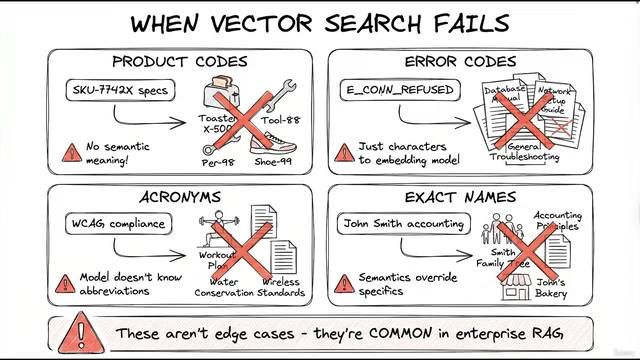 WHEN VECTOR SEARCH FAILS
PRODUCT CODES
SKU-7742X specs
Toaster
X-500
Tool-88
Per-98
Shoe-99
No semantic
meaning!
ERROR CODES
E_CONN_REFUSED
Database
Manual
Network
Setup
Guide
General
Troubleshooting
Just characters
to embedding model
ACRONYMS
WCAG compliance
Workout
Plan
Water
Conservation
Wireless
Standards
Model doesn't know
abbreviations
EXACT NAMES
John Smith accounting
Accounting
Principles
Smith
Family Tree
John's
Bakery
Semantics override
specifics
These aren't edge cases - they're COMMON in enterprise RAG